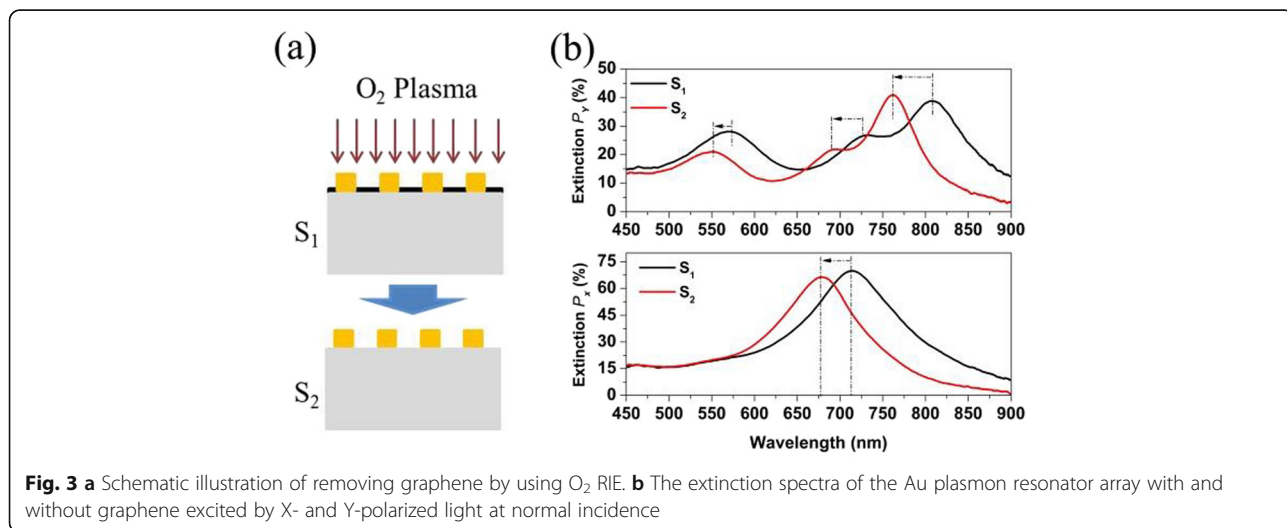 (a)
O₂ Plasma
S₁
S₂
(b)
Extinction Pᵧ (%)
50
40
30
20
10
0
S₁
S₂
450 500 550 600 650 700 750 800 850 900
Extinction Pₓ (%)
75
60
45
30
15
0
S₁
S₂
450 500 550 600 650 700 750 800 850 900
Wavelength (nm)
Fig. 3 a Schematic illustration of removing graphene by using O₂ RIE. b The extinction spectra of the Au plasmon resonator array with and
without graphene excited by X- and Y-polarized light at normal incidence